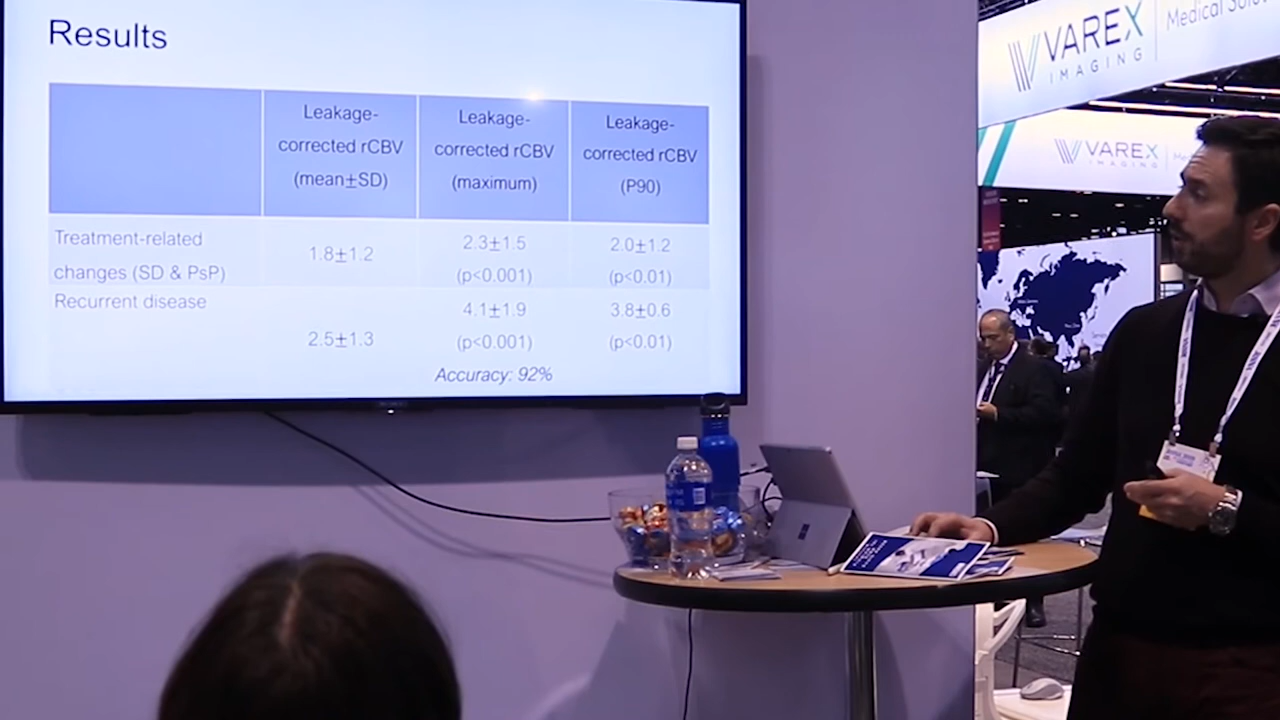 Results
Leakage-
corrected rCBV
(mean±SD)
Leakage-
corrected rCBV
(maximum)
Leakage-
corrected rCBV
(P90)
Treatment-related
changes (SD & PsP)
1.8±1.2
2.3±1.5
(p<0.001)
2.0±1.2
(p<0.01)
Recurrent disease
2.5±1.3
4.1±1.9
(p<0.001)
3.8±0.6
(p<0.01)
Accuracy: 92%
VAREX
IMAGING
Medical
VAREX
IMAGING